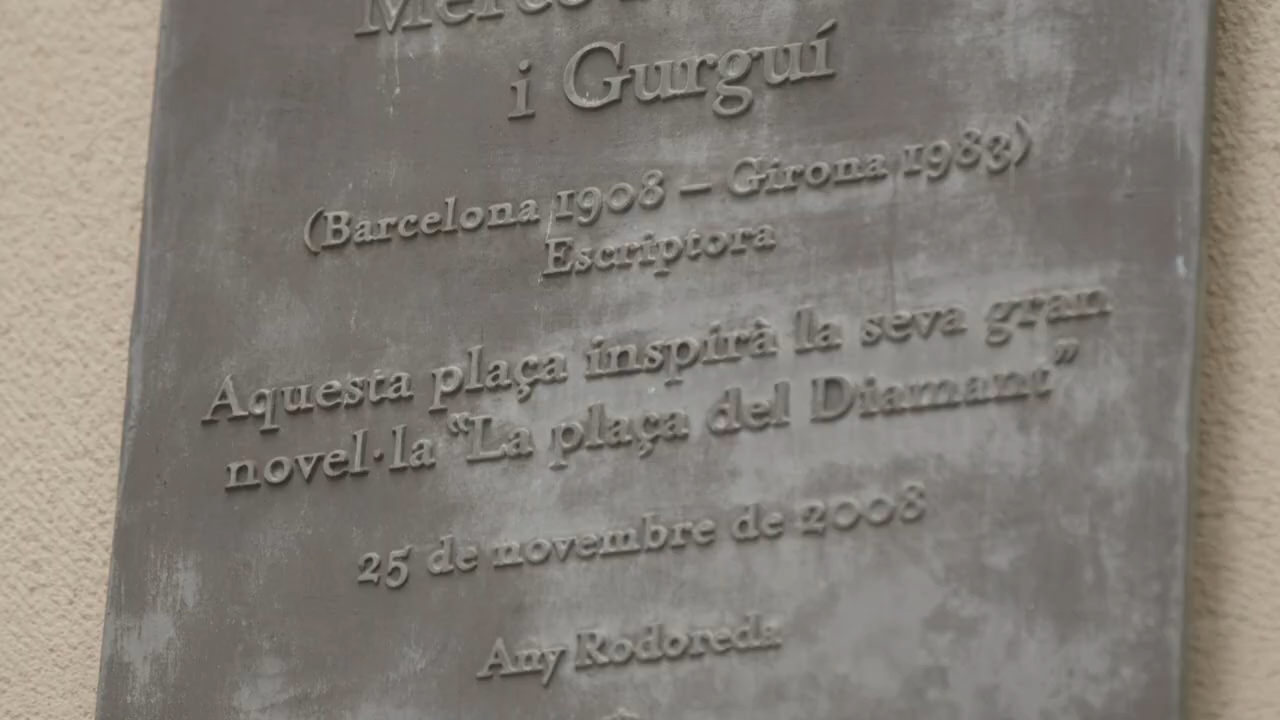 Mercè
i Gurguí
(Barcelona 1908 – Girona 1983)
Escriptora
Aquesta plaça inspirà la seva gran
novel·la “La plaça del Diamant”
25 de novembre de 2008
Any Rodoreda